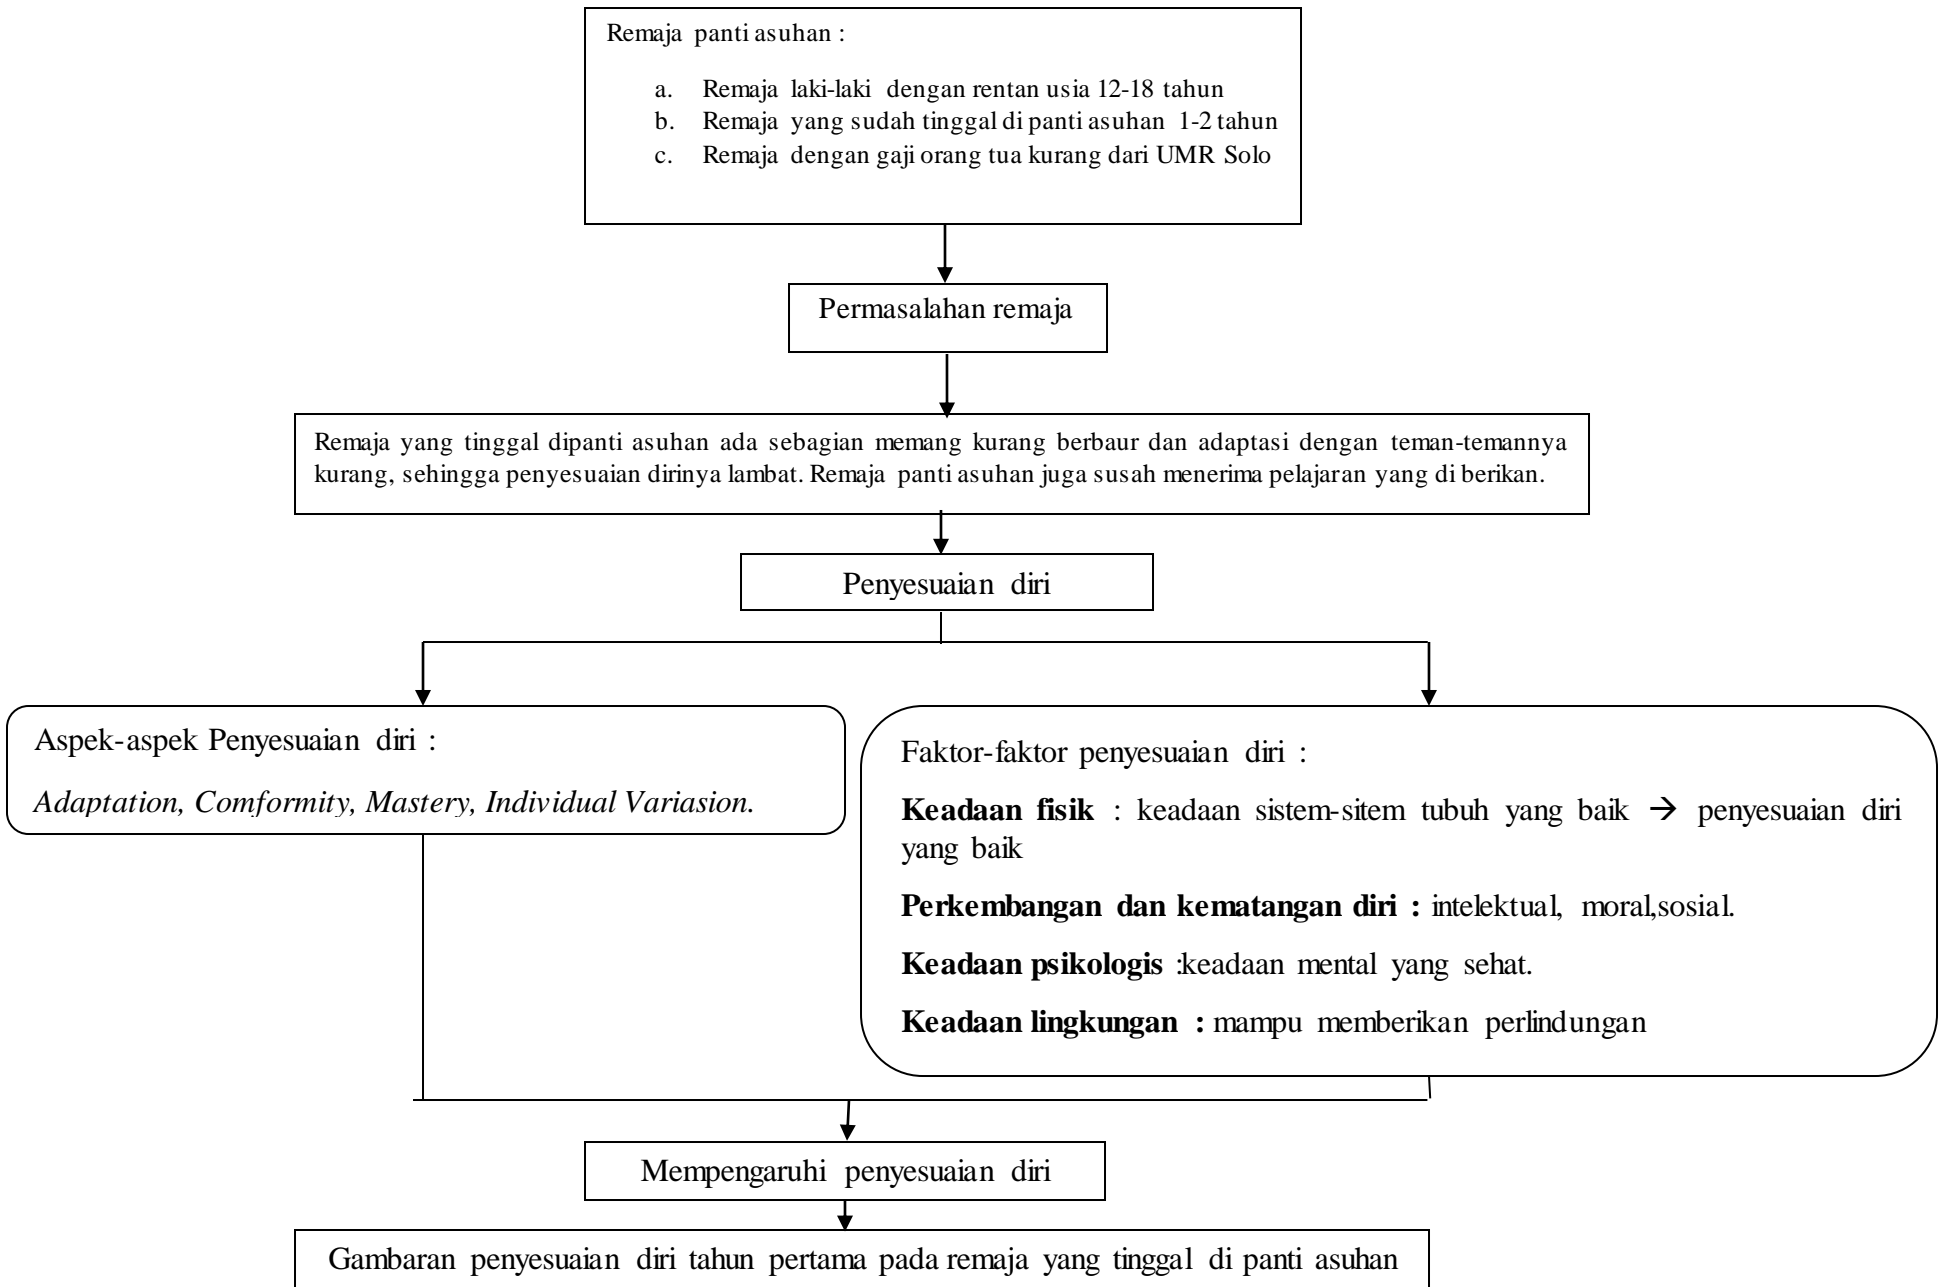 Remaja panti asuhan :
a. Remaja laki-laki dengan rentan usia 12-18 tahun
b. Remaja yang sudah tinggal di panti asuhan 1-2 tahun
c. Remaja dengan gaji orang tua kurang dari UMR Solo
Permasalahan remaja
Remaja yang tinggal dipanti asuhan ada sebagian memang kurang berbaur dan adaptasi dengan teman-temannya
kurang, sehingga penyesuaian dirinya lambat. Remaja panti asuhan juga susah menerima pelajaran yang di berikan.
Penyesuaian diri
Aspek-aspek Penyesuaian diri :
Adaptation, Comformity, Mastery, Individual Variasion.
Faktor-faktor penyesuaian diri :
Keadaan fisik : keadaan sistem-sitem tubuh yang baik → penyesuaian diri
yang baik
Perkembangan dan kematangan diri : intelektual, moral,sosial.
Keadaan psikologis :keadaan mental yang sehat.
Keadaan lingkungan : mampu memberikan perlindungan
Mempengaruhi penyesuaian diri
Gambaran penyesuaian diri tahun pertama pada remaja yang tinggal di panti asuhan